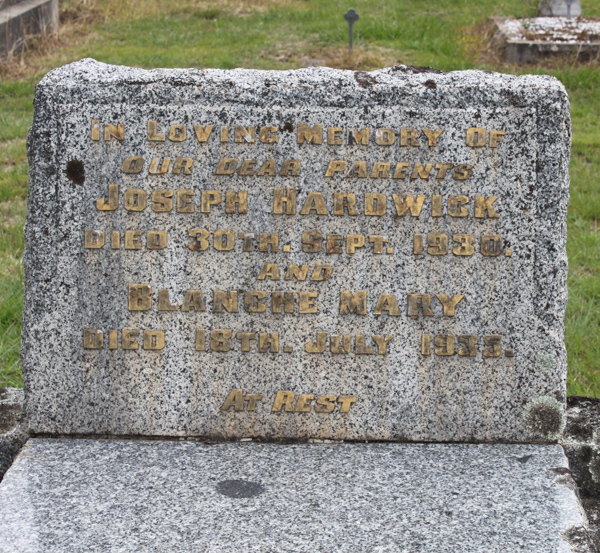 In Loving Memory Of
Our Dear Parents
Joseph Hardwick
Died 30th. Sept. 1930.
And
Blanche Mary
Died 18th. July
At Rest